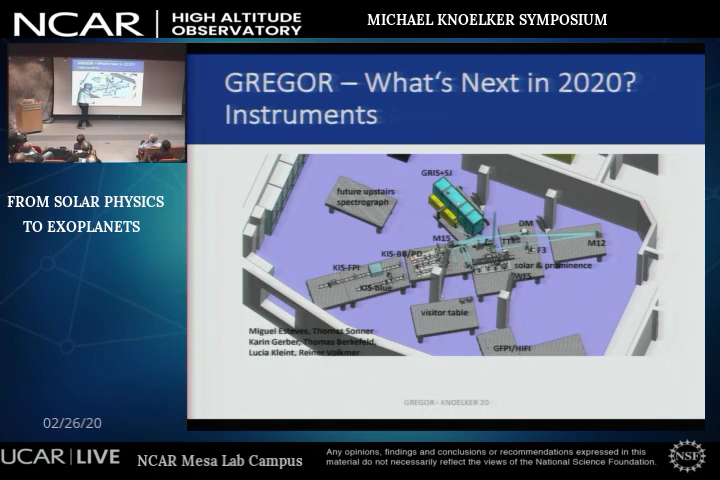 NCAR
HIGH ALTITUDE
OBSERVATORY
MICHAEL KNOELKER SYMPOSIUM
GREGOR – What's Next in 2020?
Instruments
FROM SOLAR PHYSICS
TO EXOPLANETS
GRIS+SJ
future upstairs
spectrograph
DM
M15
TT
F3
M12
KIS-BB/PD
KIS-FPI
solar & prominence
WFS
KIS-Blue
visitor table
GFPI/HIFI
Miguel Esteves, Thomas Sonner
Karin Gerber, Thomas Berkefeld,
Lucia Kleint, Reiner Volkmer
GREGOR - KNOELKER 20
02/26/20
UCAR | LIVE
NCAR Mesa Lab Campus
Any opinions, findings and conclusions or recommendations expressed in this
material do not necessarily reflect the views of the National Science Foundation.
NSF